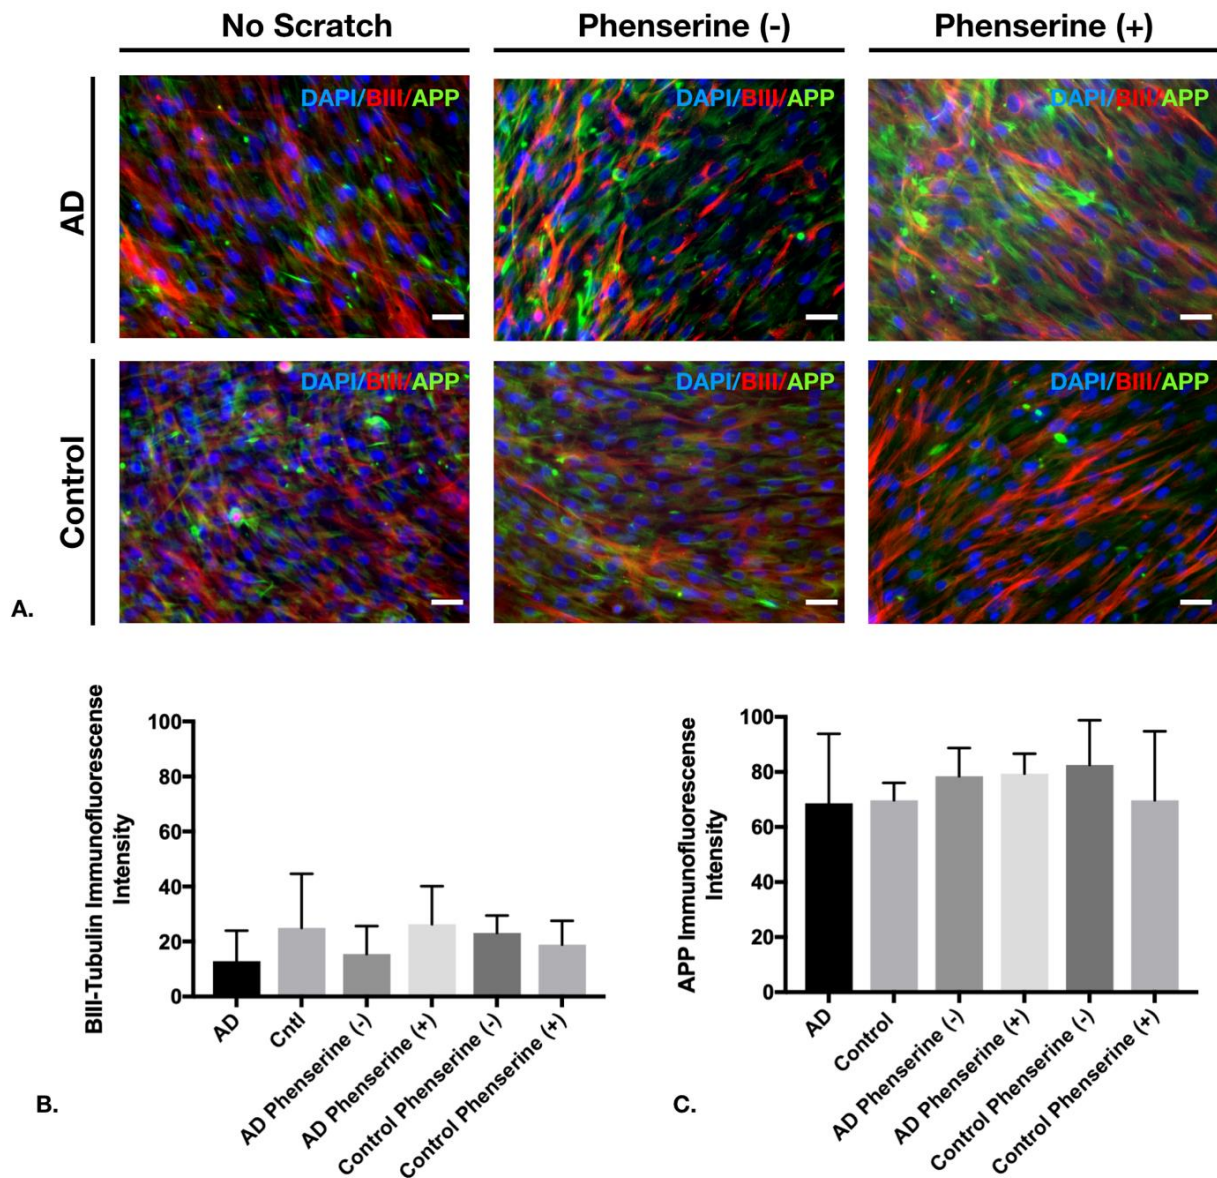 No Scratch
Phenserine (-)
Phenserine (+)
AD
DAPI/BIII/APP
DAPI/BIII/APP
DAPI/BIII/APP
Control
DAPI/BIII/APP
DAPI/BIII/APP
DAPI/BIII/APP
A.
BIII-Tubulin Immunofluorescense
Intensity
100
80
60
40
20
0
AD
Cntl
AD Phenserine (-)
AD Phenserine (+)
Control Phenserine (-)
Control Phenserine (+)
B.
APP Immunofluorescense
Intensity
100
80
60
40
20
0
AD
Control
AD Phenserine (-)
AD Phenserine (+)
Control Phenserine (-)
Control Phenserine (+)
C.